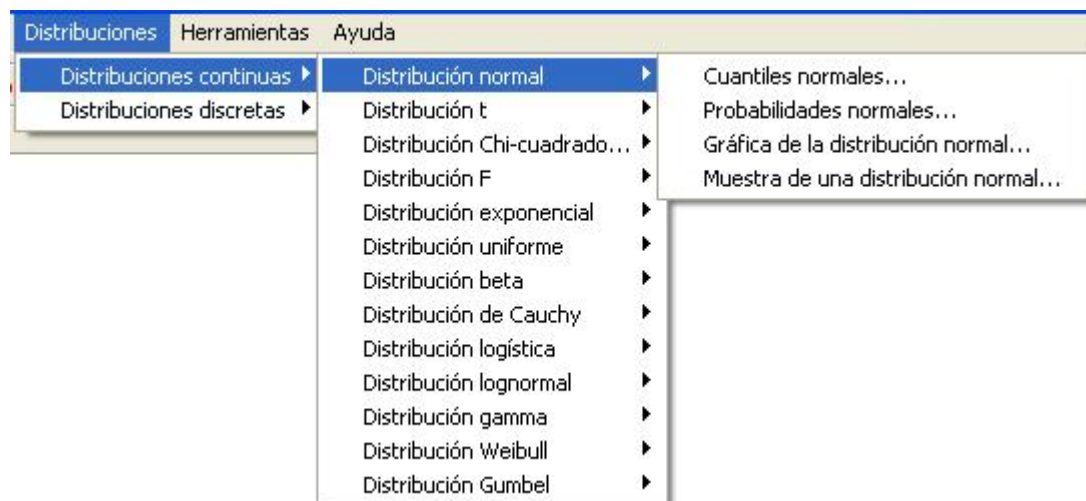 Distribuciones Herramientas Ayuda
Distribuciones continuas
Distribuciones discretas
Distribución normal
Distribución t
Distribución Chi-cuadrado...
Distribución F
Distribución exponencial
Distribución uniforme
Distribución beta
Distribución de Cauchy
Distribución logística
Distribución lognormal
Distribución gamma
Distribución Weibull
Distribución Gumbel
Cuantiles normales...
Probabilidades normales...
Gráfica de la distribución normal...
Muestra de una distribución normal...